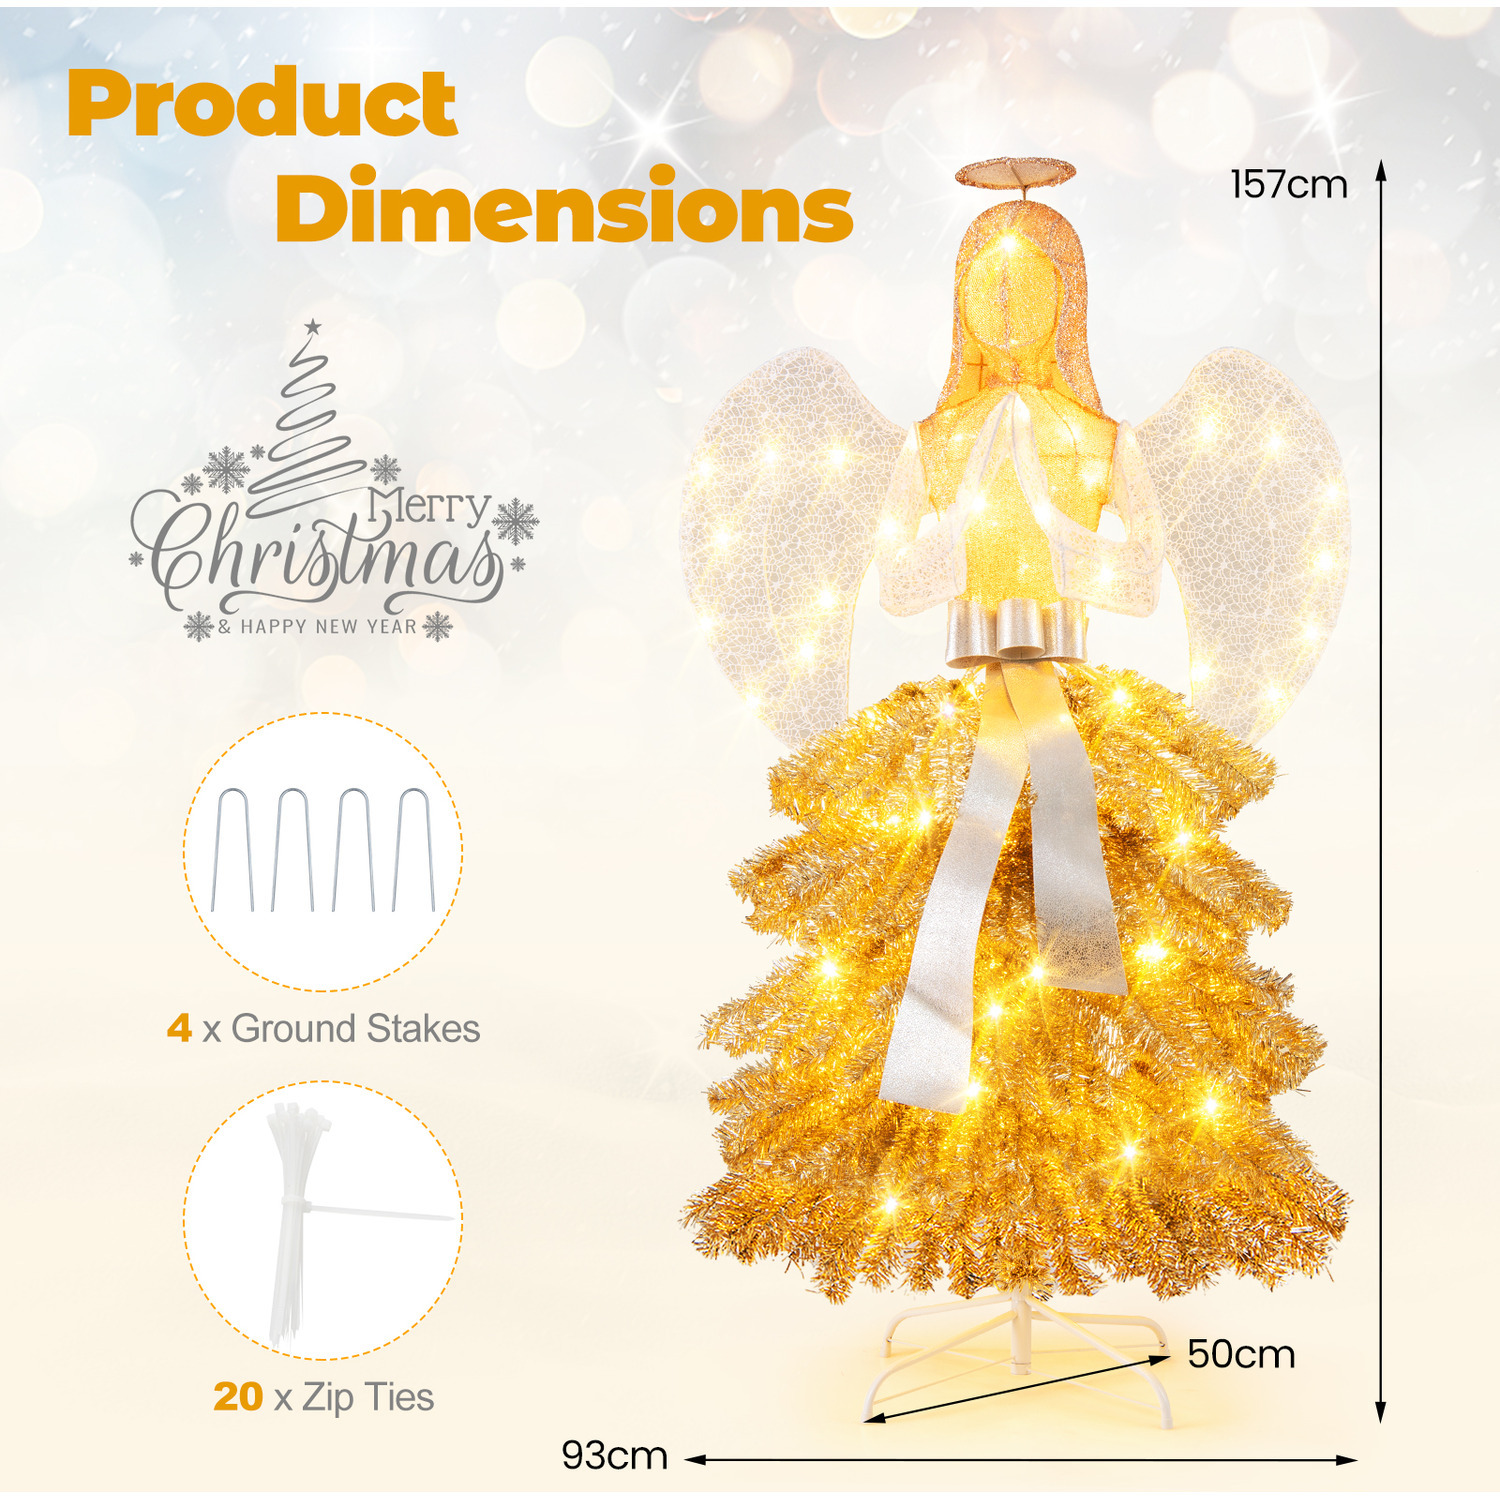 Product
Dimensions
157cm
Merry
Christmas
& HAPPY NEW YEAR
4 x Ground Stakes
20 x Zip Ties
50cm
93cm